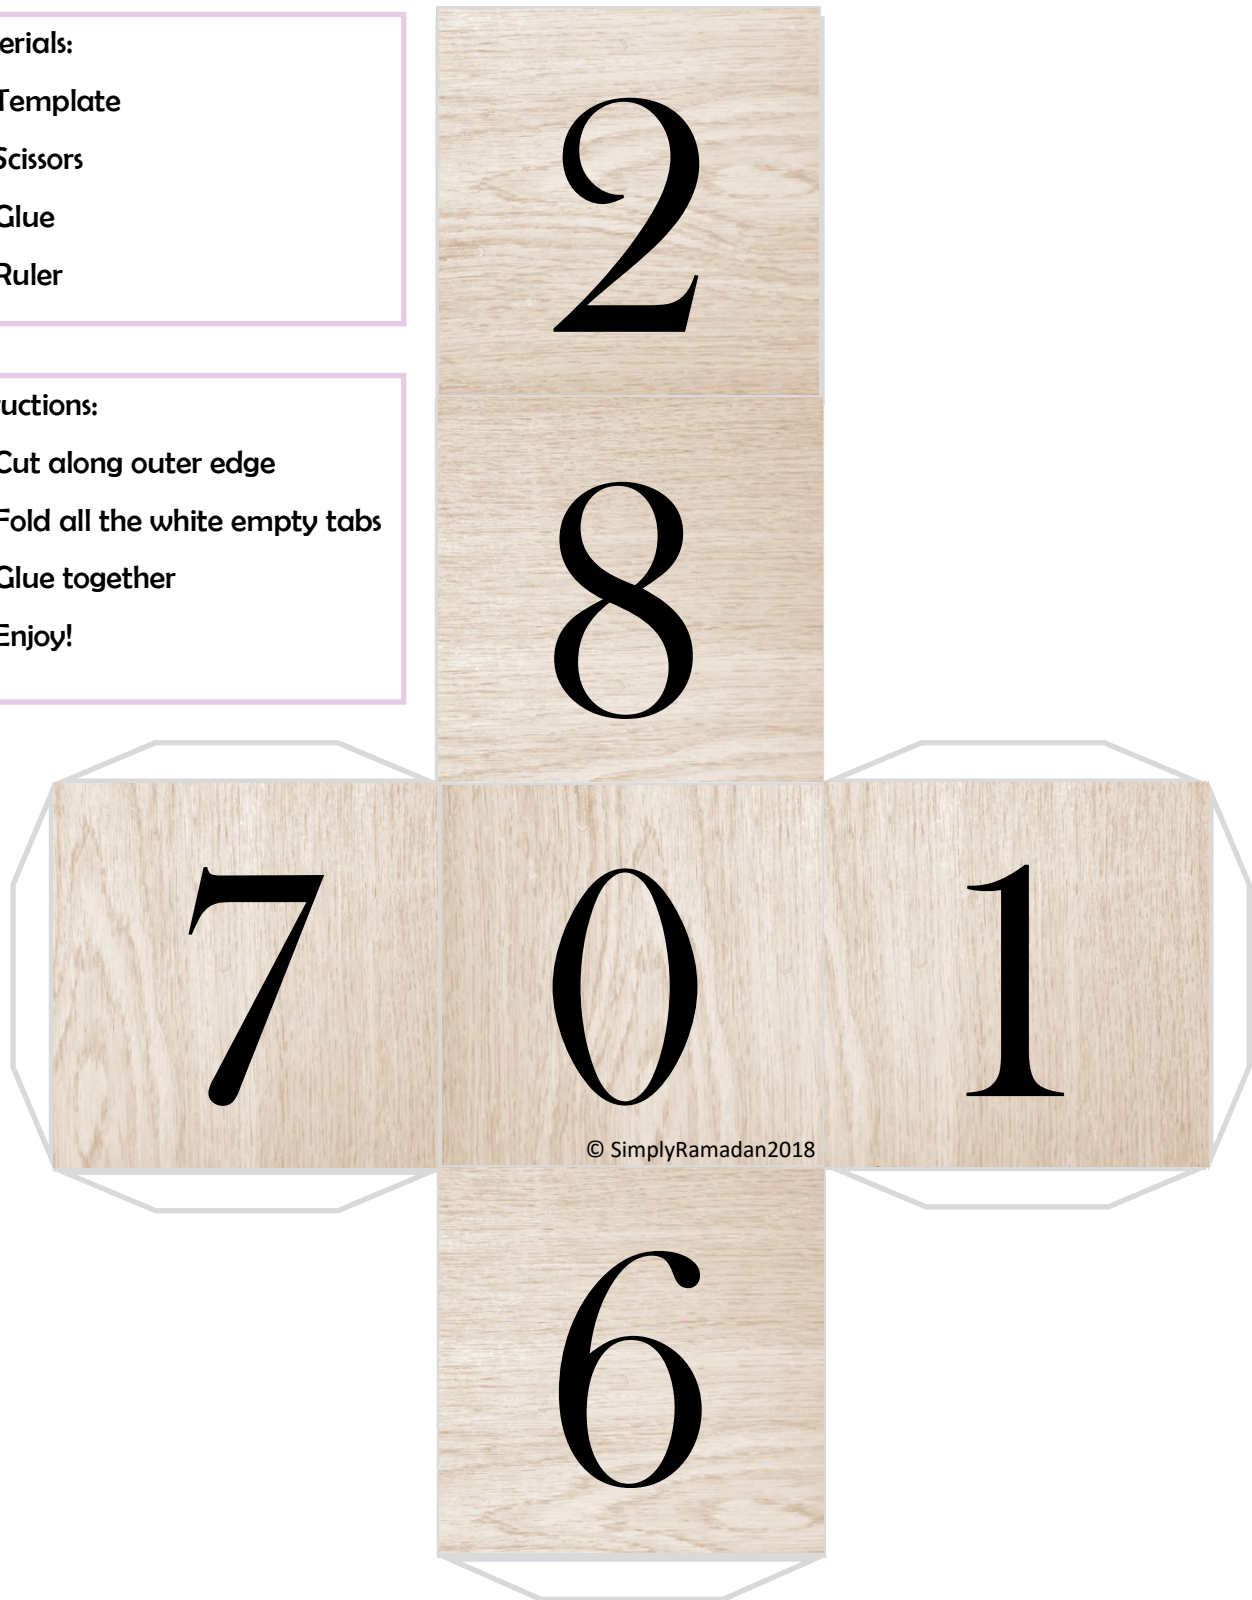 erials:
Template
Scissors
Glue
Ruler
uctions:
Cut along outer edge
Fold all the white empty tabs
Glue together
Enjoy!
2
8
7 0 1
© SimplyRamadan2018
6